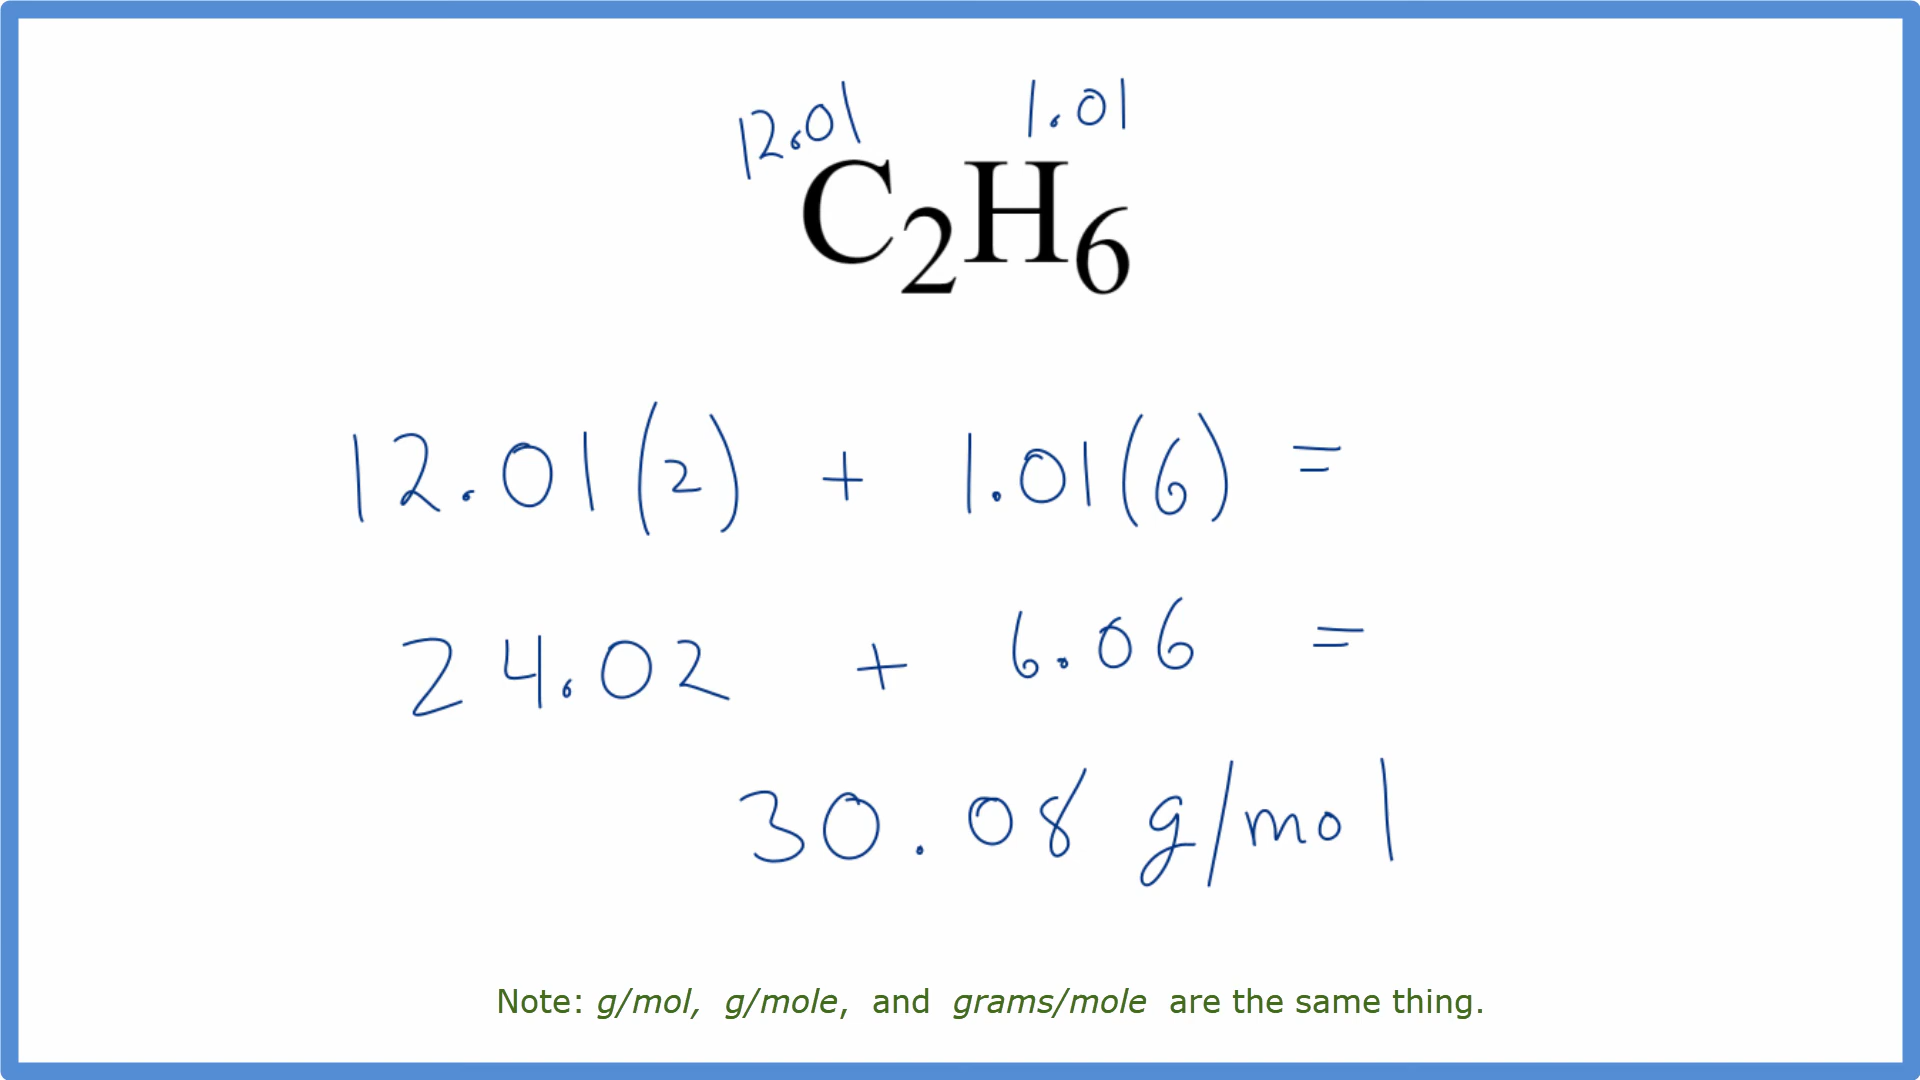 12.01 1.01
C₂H₆
12.01(2) + 1.01(6) =
24.02 + 6.06 =
30.08 g/mol
Note: g/mol, g/mole, and grams/mole are the same thing.